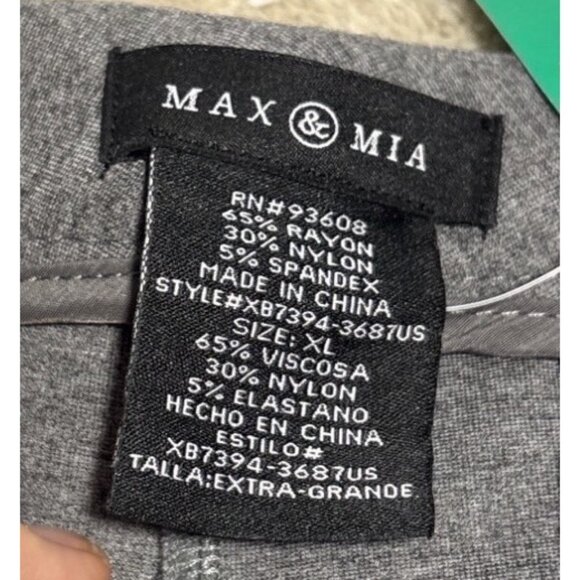 MAX & MIA
RN#93608
65% RAYON
30% NYLON
5% SPANDEX
MADE IN CHINA
STYLE#XB7394-3687US
SIZE: XL
65% VISCOSA
30% NYLON
5% ELASTANO
HECHO EN CHINA
ESTILO#
XB7394-3687US
TALLA:EXTRA-GRANDE